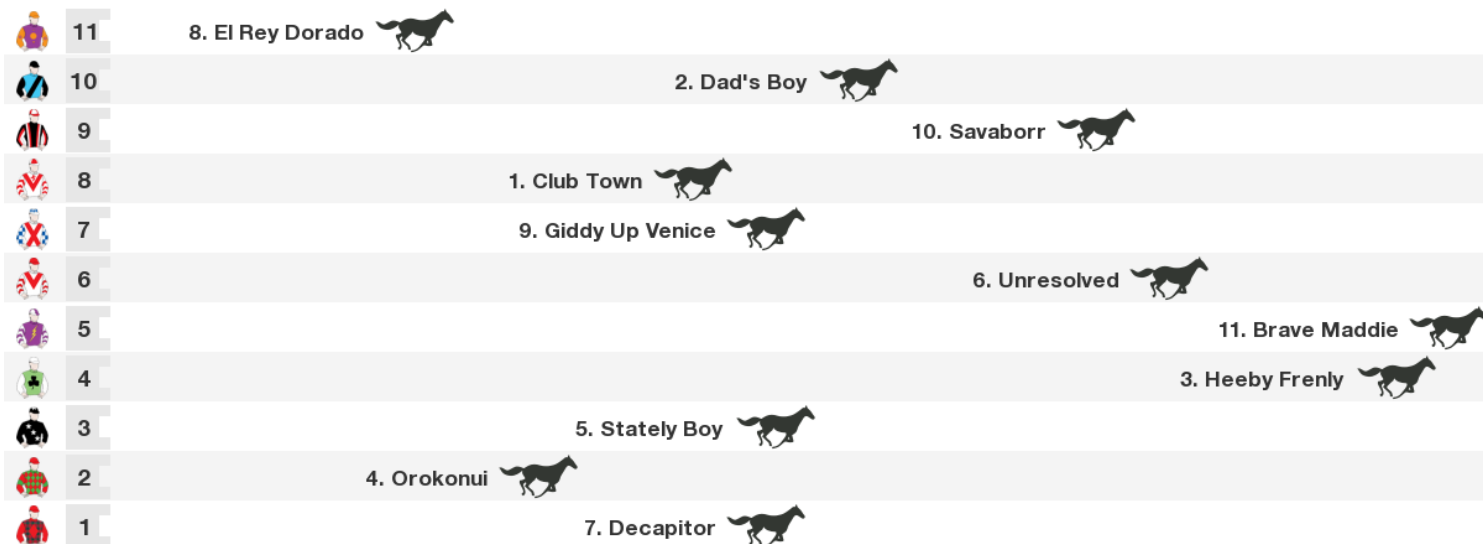 11 8. El Rey Dorado
10 2. Dad's Boy
9 10. Savaborr
8 1. Club Town
7 9. Giddy Up Venice
6 6. Unresolved
5 11. Brave Maddie
4 3. Heeby Frenly
3 5. Stately Boy
2 4. Orokonui
1 7. Decapitor